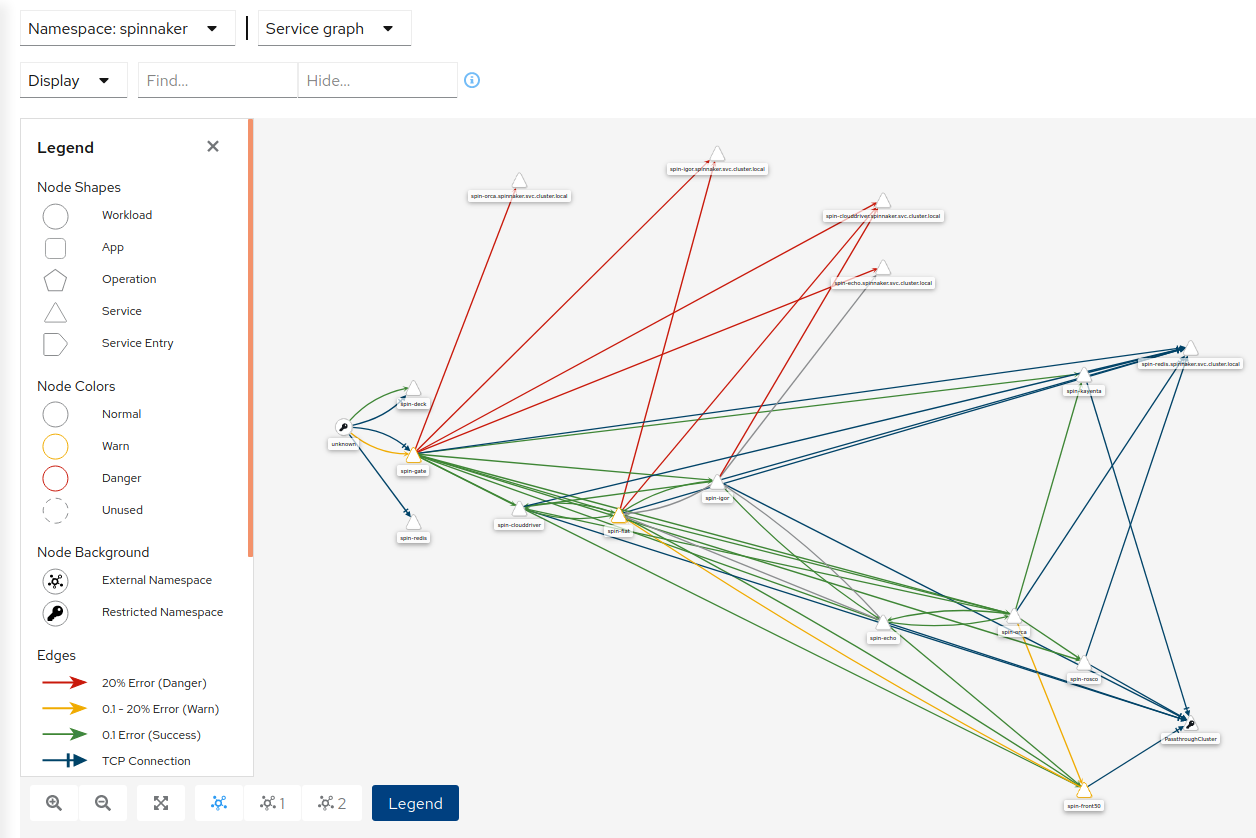 Namespace: spinnaker
Service graph
Display
Find...
Hide...
Legend
Node Shapes
Workload
App
Operation
Service
Service Entry
Node Colors
Normal
Warn
Danger
Unused
Node Background
External Namespace
Restricted Namespace
Edges
20% Error (Danger)
0.1 - 20% Error (Warn)
0.1 Error (Success)
TCP Connection
1
2
Legend
spin-igor.spinnaker.svc.cluster.local
spin-orca.spinnaker.svc.cluster.local
spin-clouddriver.spinnaker.svc.cluster.local
spin-echo.spinnaker.svc.cluster.local
spin-redis.spinnaker.svc.cluster.local
spin-kayenta
spin-deck
unknown
spin-gate
spin-igor
spin-clouddriver
spin-fiat
spin-redis
spin-orca
spin-echo
spin-rosco
PassthroughCluster
spin-front50